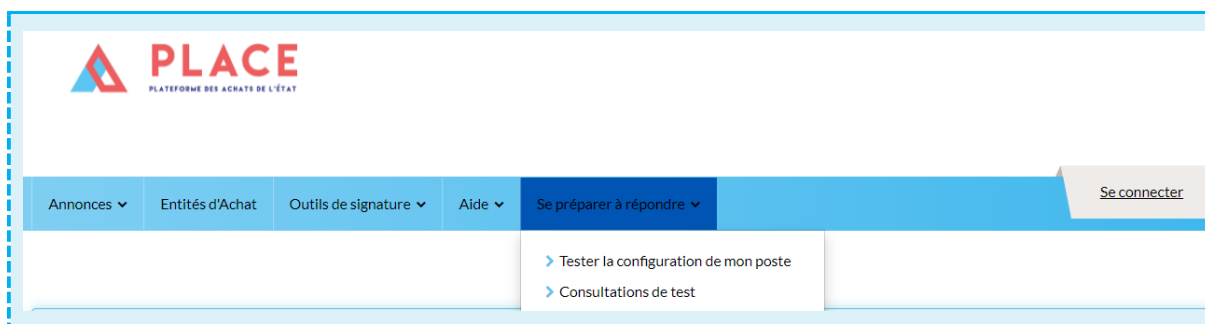 PLACE
PLATEFORME DES ACHATS DE L'ÉTAT
Se connecter
Annonces Entités d'Achat Outils de signature Aide Se préparer à répondre
Tester la configuration de mon poste
Consultations de test